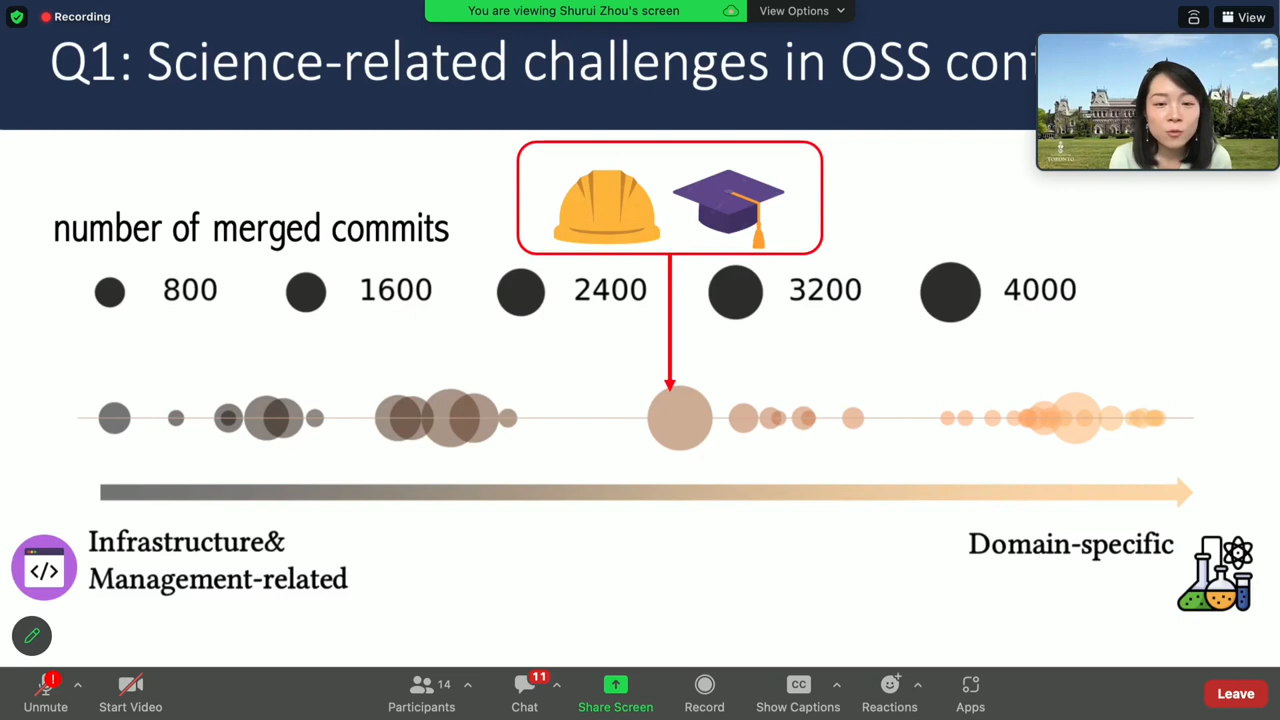 Recording
You are viewing Shurui Zhou's screen
View Options
View
Q1: Science-related challenges in OSS cont
TORONTO
number of merged commits
800
1600
2400
3200
4000
Infrastructure&
Management-related
Domain-specific
</>
Unmute
Start Video
14
Participants
11
Chat
Share Screen
Record
CC
Show Captions
Reactions
Apps
Leave